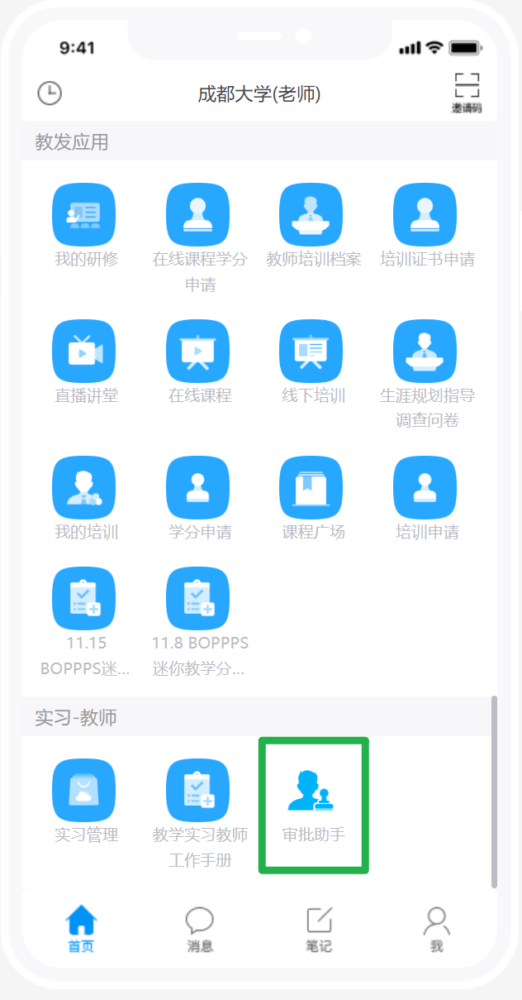 9:41
成都大学(老师)
邀请码
教发应用
我的研修
在线课程学分
申请
教师培训档案
培训证书申请
直播讲堂
在线课程
线下培训
生涯规划指导
调查问卷
我的培训
学分申请
课程广场
培训申请
11.15
BOPPPS迷...
11.8 BOPPPS
迷你教学分...
实习-教师
实习管理
教学实习教师
工作手册
审批助手
首页
消息
笔记
我